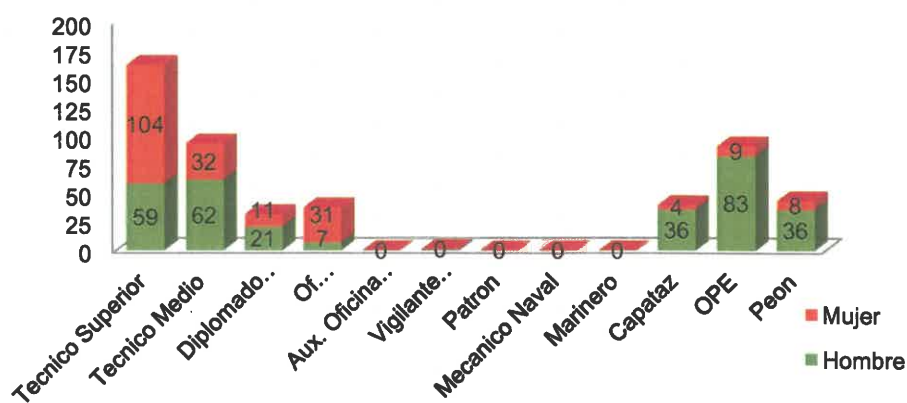 200
175
150
125
100
75
50
25
0
104
59
32
62
11
21
31
7
0
0
0
0
0
4
36
9
83
8
36
Tecnico Superior
Tecnico Medio
Diplomado..
Of...
Aux. Oficina..
Vigilante..
Patron
Mecanico Naval
Marinero
Capataz
OPE
Peon
Mujer
Hombre